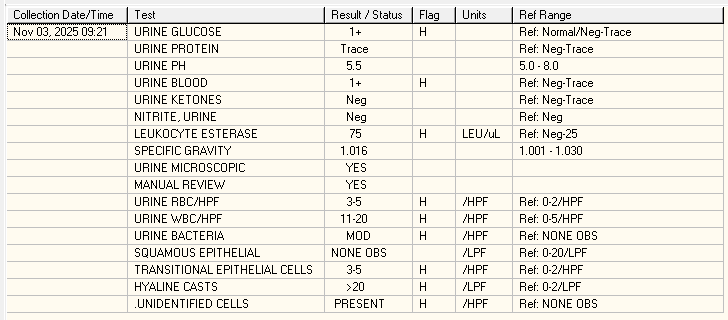 Collection Date/Time Test Result / Status Flag Units Ref Range
Nov 03, 2025 09:21 URINE GLUCOSE 1+ H Ref: Normal/Neg-Trace
URINE PROTEIN Trace Ref: Neg-Trace
URINE PH 5.5 5.0 - 8.0
URINE BLOOD 1+ H Ref: Neg-Trace
URINE KETONES Neg Ref: Neg-Trace
NITRITE, URINE Neg Ref: Neg
LEUKOCYTE ESTERASE 75 H LEU/uL Ref: Neg-25
SPECIFIC GRAVITY 1.016 1.001 - 1.030
URINE MICROSCOPIC YES
MANUAL REVIEW YES
URINE RBC/HPF 3-5 H /HPF Ref: 0-2/HPF
URINE WBC/HPF 11-20 H /HPF Ref: 0-5/HPF
URINE BACTERIA MOD H /HPF Ref: NONE OBS
SQUAMOUS EPITHELIAL NONE OBS /LPF Ref: 0-20/LPF
TRANSITIONAL EPITHELIAL CELLS 3-5 H /HPF Ref: 0-2/HPF
HYALINE CASTS >20 H /LPF Ref: 0-2/LPF
.UNIDENTIFIED CELLS PRESENT H /HPF Ref: NONE OBS